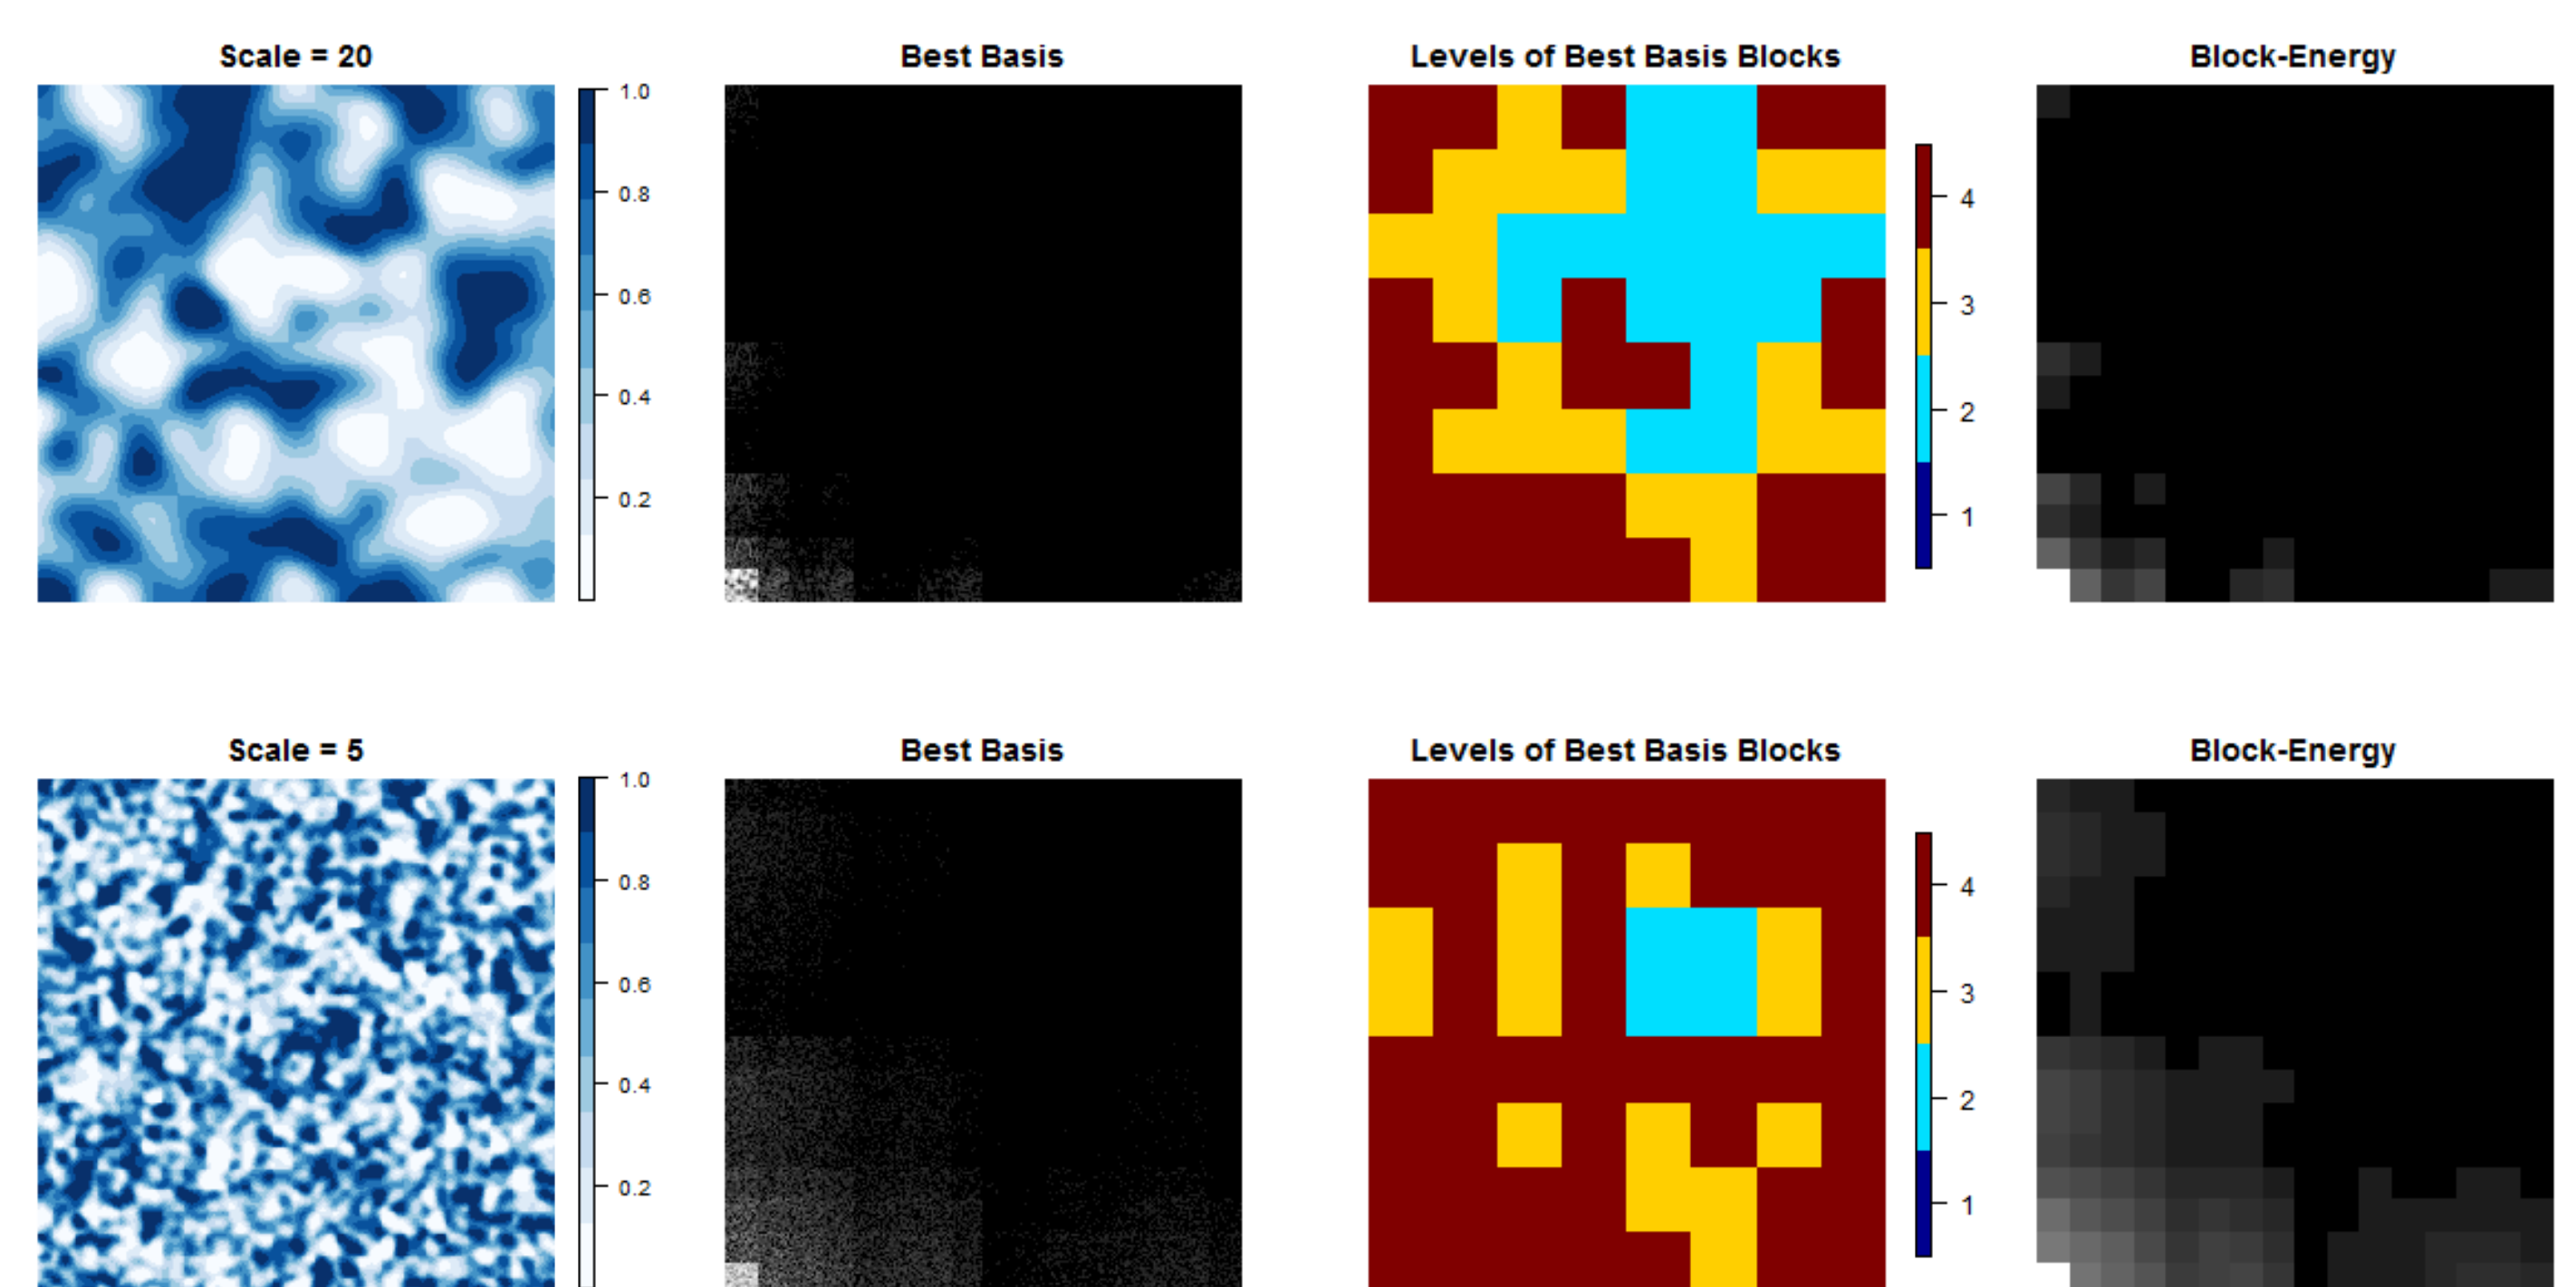 Scale = 20
Best Basis
Levels of Best Basis Blocks
Block-Energy
1.0
0.8
0.6
0.4
0.2
4
3
2
1
Scale = 5
Best Basis
Levels of Best Basis Blocks
Block-Energy
1.0
0.8
0.6
0.4
0.2
4
3
2
1